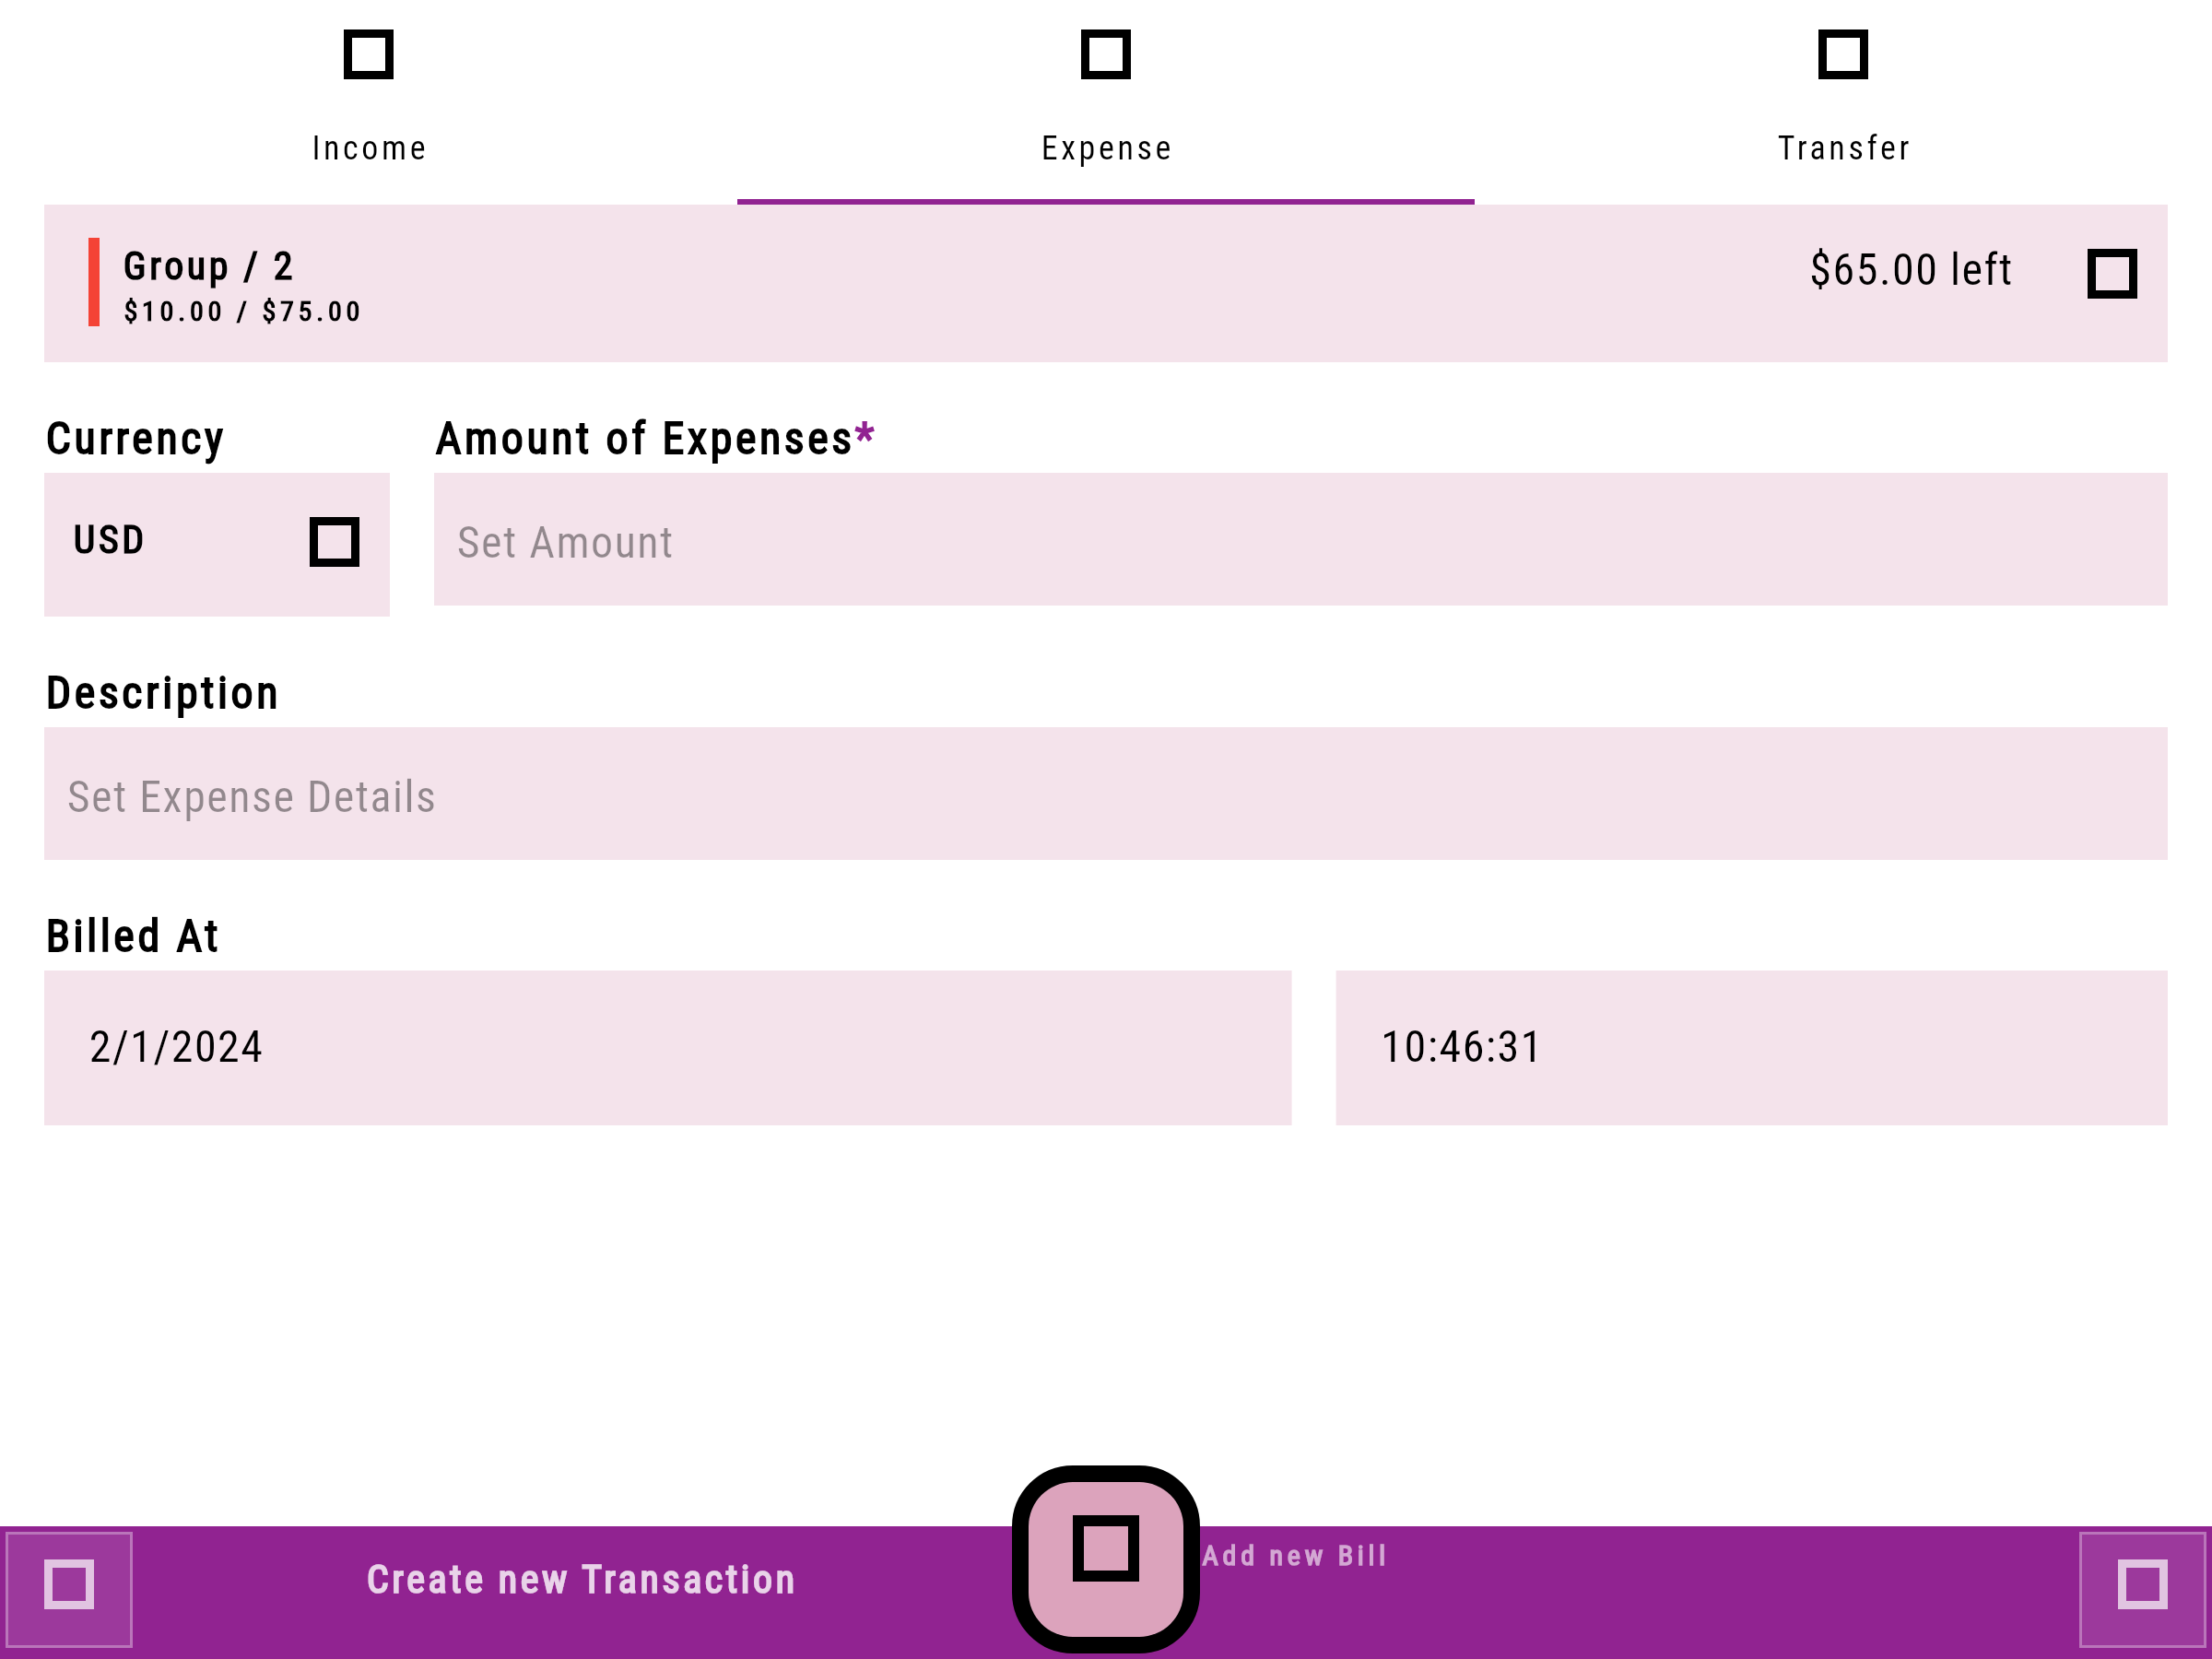 Income
Expense
Transfer
Group / 2
$10.00 / $75.00
$65.00 left
Currency
Amount of Expenses*
USD
Set Amount
Description
Set Expense Details
Billed At
2/1/2024
10:46:31
Create new Transaction
Add new Bill